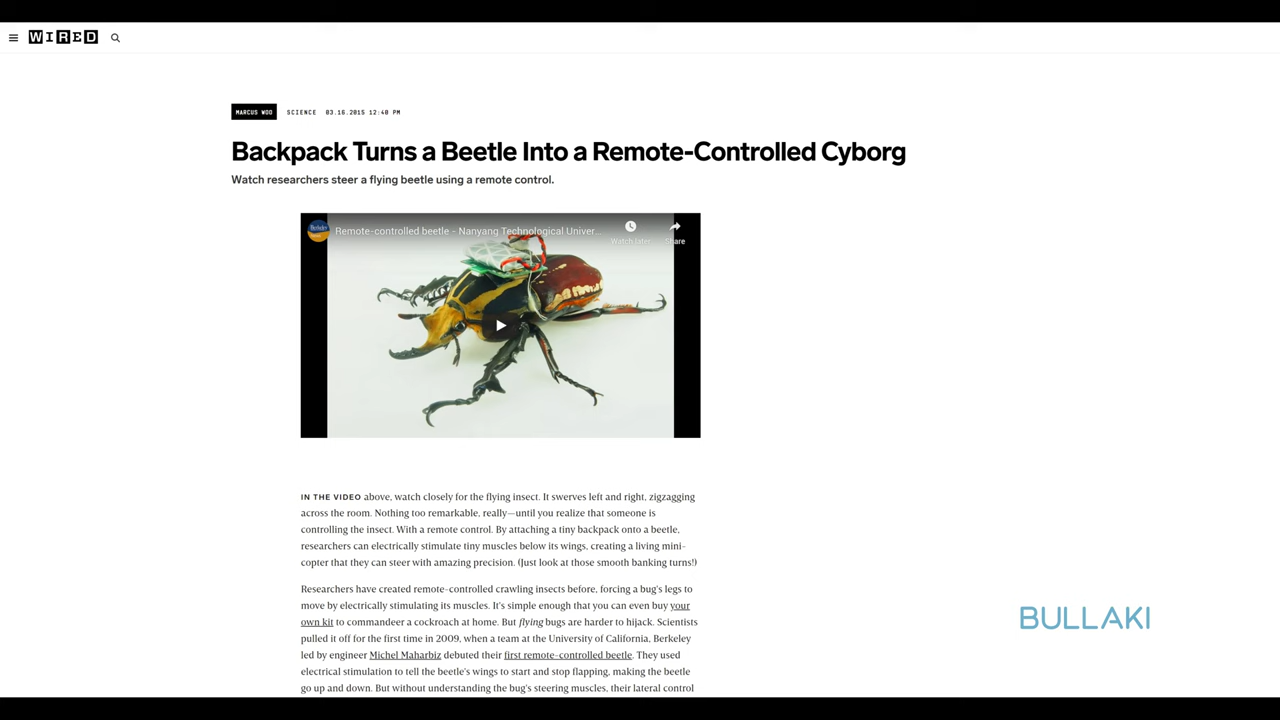 WIRED
MARCUS WOO SCIENCE 03.16.2015 12:40 PM
Backpack Turns a Beetle Into a Remote-Controlled Cyborg
Watch researchers steer a flying beetle using a remote control.
Remote-controlled beetle - Nanyang Technological Univer...
Watch later Share
IN THE VIDEO above, watch closely for the flying insect. It swerves left and right, zigzagging
across the room. Nothing too remarkable, really—until you realize that someone is
controlling the insect. With a remote control. By attaching a tiny backpack onto a beetle,
researchers can electrically stimulate tiny muscles below its wings, creating a living mini-
copter that they can steer with amazing precision. (Just look at those smooth banking turns!)
Researchers have created remote-controlled crawling insects before, forcing a bug's legs to
move by electrically stimulating its muscles. It's simple enough that you can even buy your
own kit to commandeer a cockroach at home. But flying bugs are harder to hijack. Scientists
pulled it off for the first time in 2009, when a team at the University of California, Berkeley
led by engineer Michel Maharbiz debuted their first remote-controlled beetle. They used
electrical stimulation to tell the beetle's wings to start and stop flapping, making the beetle
go up and down. But without understanding the bug's steering muscles, their lateral control
BULLAKI